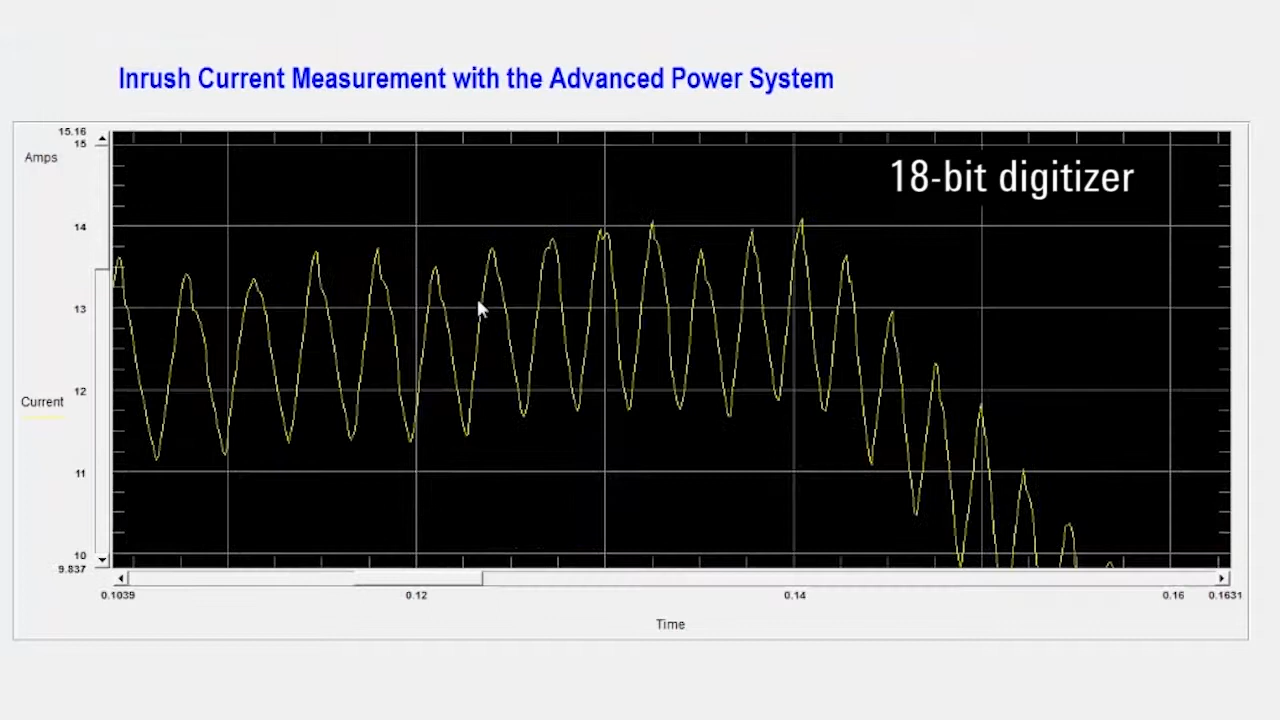 Inrush Current Measurement with the Advanced Power System
15.16
15
Amps
18-bit digitizer
14
13
12
Current
11
10
9.837
0.1039 0.12 0.14 0.16 0.1631
Time